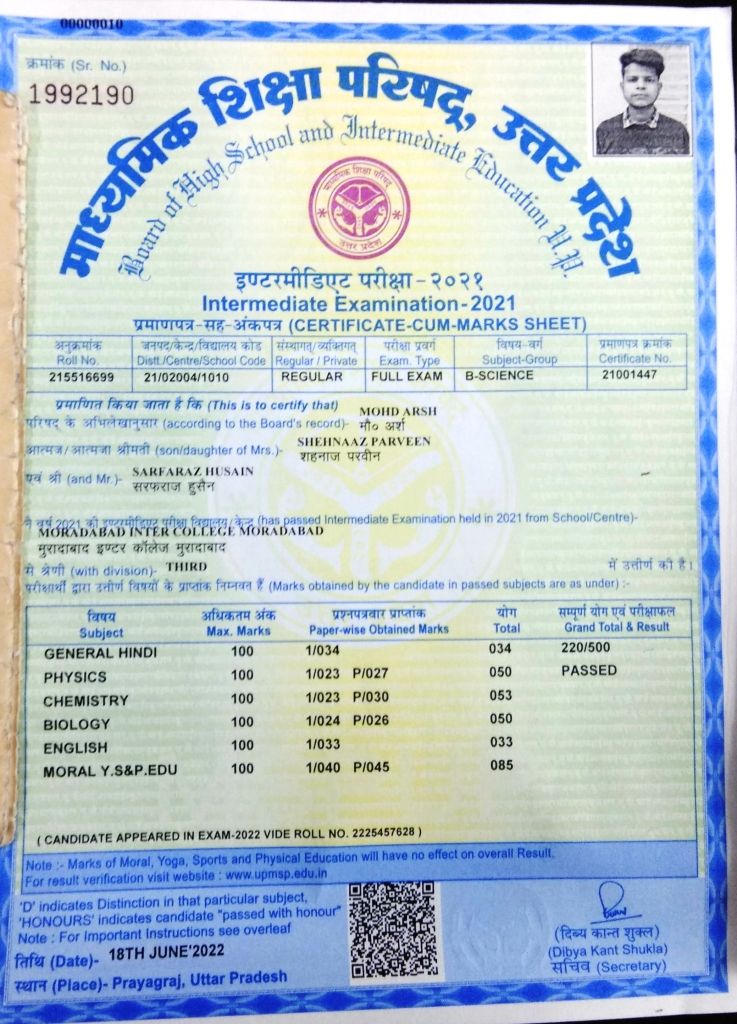 00000010
क्रमांक (Sr. No.)
1992190
माध्यमिक शिक्षा परिषद्, उत्तर प्रदेश
Board of High School and Intermediate Education U.P.
माध्यमिक शिक्षा परिषद
उत्तर प्रदेश
इण्टरमीडिएट परीक्षा-२०२१
Intermediate Examination-2021
प्रमाणपत्र-सह-अंकपत्र (CERTIFICATE-CUM-MARKS SHEET)
अनुक्रमांक जनपद/केन्द्र/विद्यालय कोड संस्थागत/व्यक्तिगत् परीक्षा प्रवर्ग विषय-वर्ग प्रमाणपत्र क्रमांक
Roll No. Distt./Centre/School Code Regular / Private Exam. Type Subject-Group Certificate No.
215516699 21/02004/1010 REGULAR FULL EXAM B-SCIENCE 21001447
प्रमाणित किया जाता है कि (This is to certify that) MOHD ARSH
परिषद् के अभिलेखानुसार (according to the Board's record)- मौ० अर्श
आत्मज/आत्मजा श्रीमती (son/daughter of Mrs.)- SHEHNAAZ PARVEEN
शहनाज परवीन
एवं श्री (and Mr.)- SARFARAZ HUSAIN
सरफराज हुसैन
ने वर्ष 2021 की इण्टरमीडिएट परीक्षा विद्यालय/केन्द्र (has passed Intermediate Examination held in 2021 from School/Centre)-
MORADABAD INTER COLLEGE MORADABAD
मुरादाबाद इण्टर कॉलेज मुरादाबाद
से श्रेणी (with division)- THIRD में उत्तीर्ण की है।
परीक्षार्थी द्वारा उत्तीर्ण विषयों के प्राप्तांक निम्नवत हैं (Marks obtained by the candidate in passed subjects are as under) :-
विषय अधिकतम अंक प्रश्नपत्रवार प्राप्तांक योग सम्पूर्ण योग एवं परीक्षाफल
Subject Max. Marks Paper-wise Obtained Marks Total Grand Total & Result
GENERAL HINDI 100 1/034 034 220/500
PHYSICS 100 1/023 P/027 050 PASSED
CHEMISTRY 100 1/023 P/030 053
BIOLOGY 100 1/024 P/026 050
ENGLISH 100 1/033 033
MORAL Y.S&P.EDU 100 1/040 P/045 085
( CANDIDATE APPEARED IN EXAM-2022 VIDE ROLL NO. 2225457628 )
Note :- Marks of Moral, Yoga, Sports and Physical Education will have no effect on overall Result.
For result verification visit website : www.upmsp.edu.in
'D' indicates Distinction in that particular subject,
'HONOURS' indicates candidate "passed with honour"
Note : For Important Instructions see overleaf
तिथि (Date)- 18TH JUNE'2022
स्थान (Place)- Prayagraj, Uttar Pradesh
(दिब्य कान्त शुक्ल)
(Dibya Kant Shukla)
सचिव (Secretary)